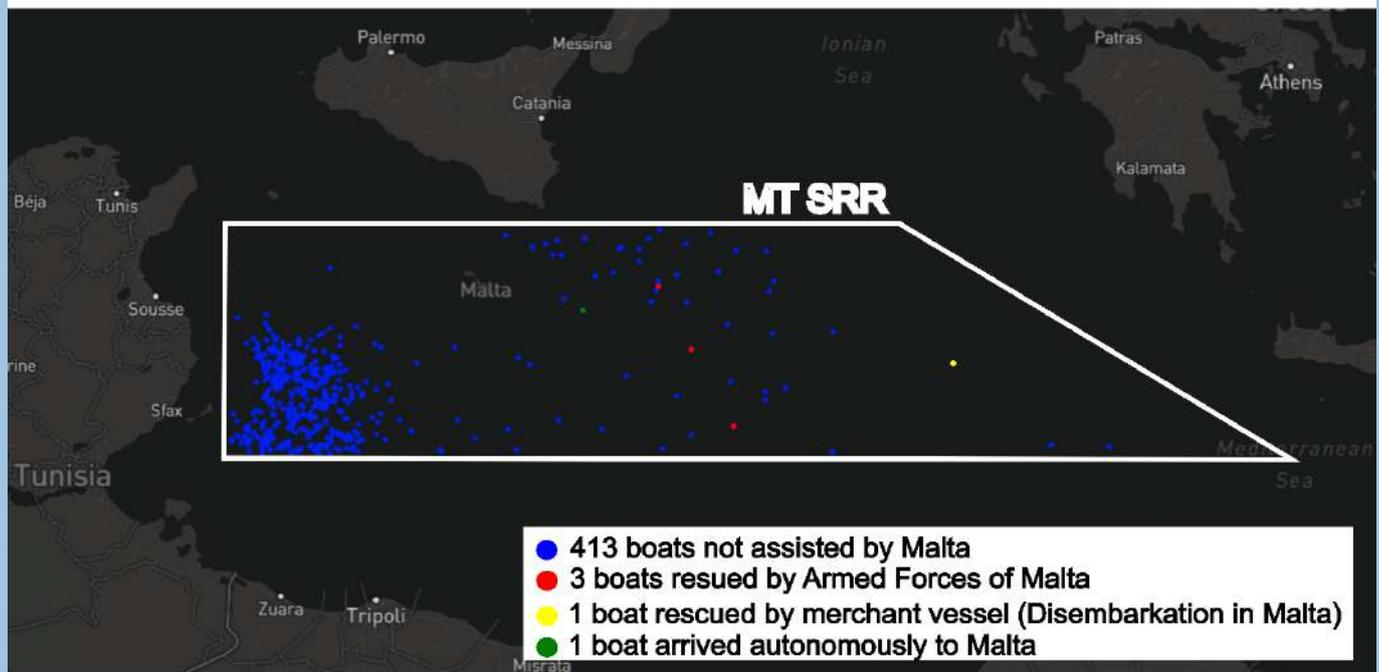 Palermo
Messina
Ionian
Sea
Patras
Athens
Catania
Kalamata
Béja
Tunis
MT SRR
Malta
Sousse
rine
Sfax
Mediterranean
Sea
Tunisia
413 boats not assisted by Malta
3 boats resued by Armed Forces of Malta
1 boat rescued by merchant vessel (Disembarkation in Malta)
1 boat arrived autonomously to Malta
Zuara
Tripoli
Misrata